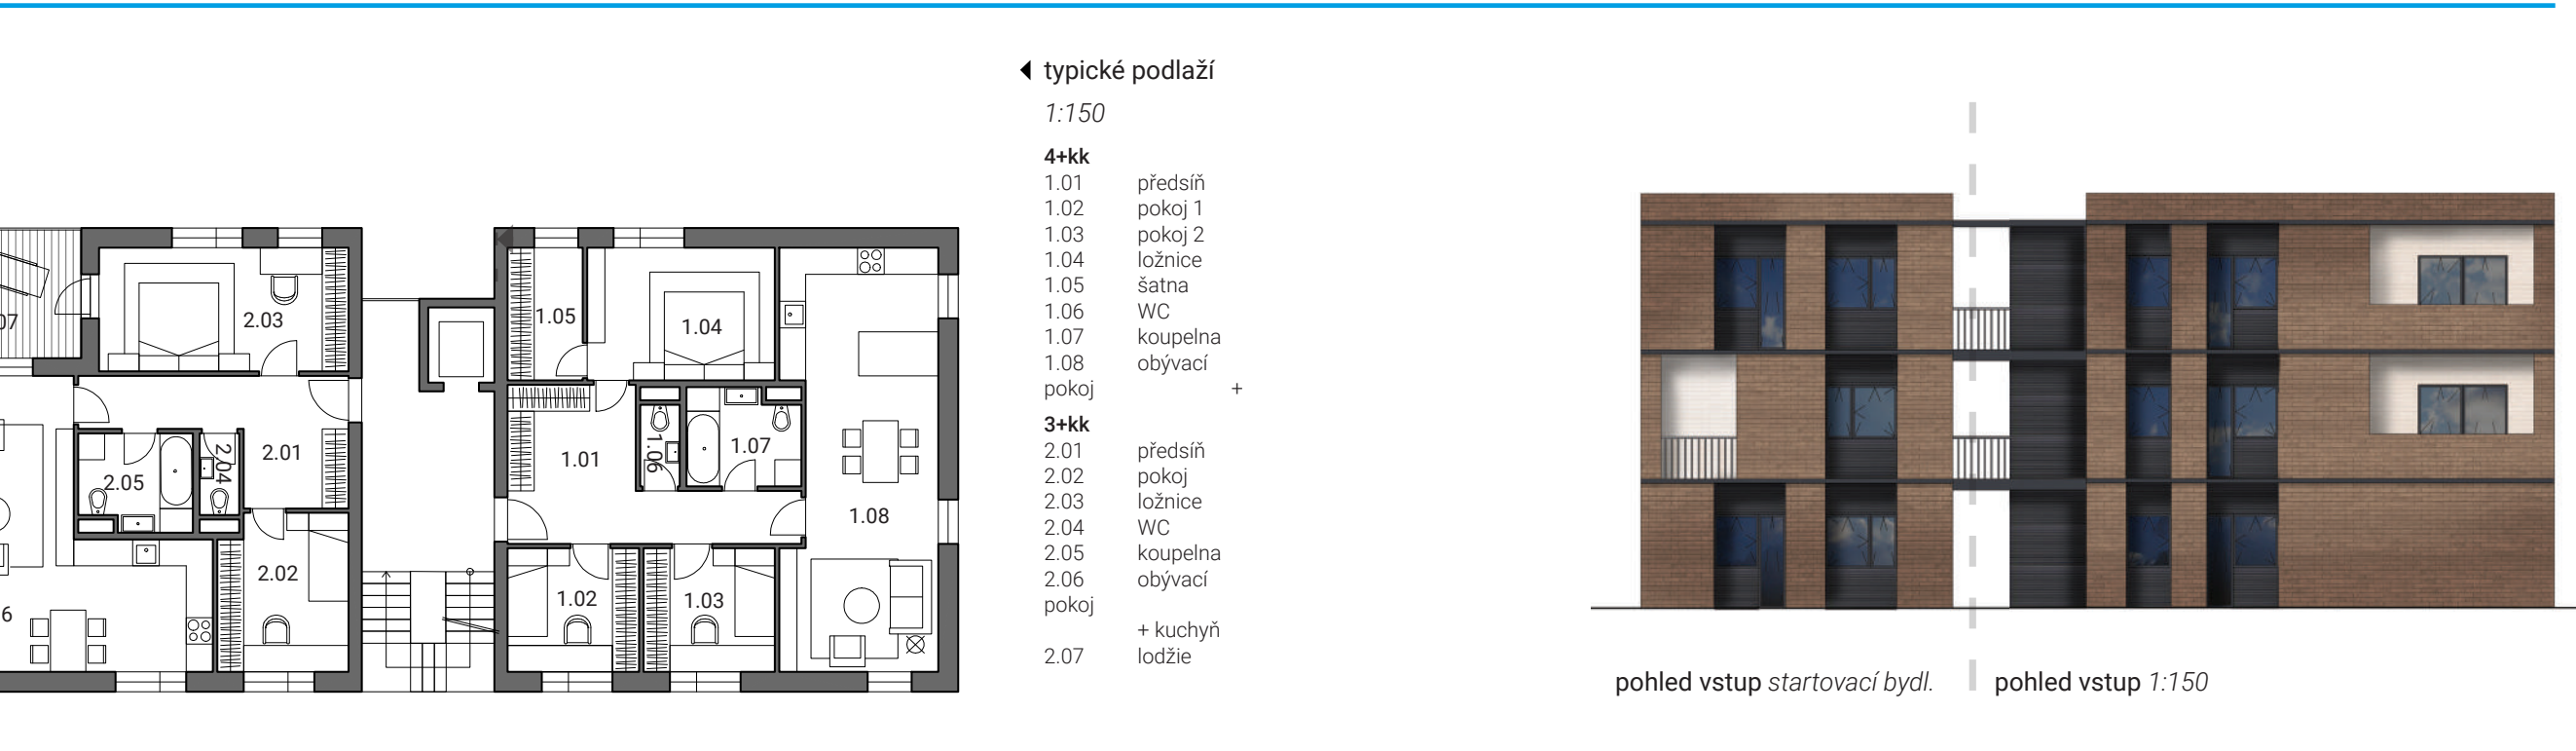 typické podlaží
1:150
4+kk
1.01 předsíň
1.02 pokoj 1
1.03 pokoj 2
1.04 ložnice
1.05 šatna
1.06 WC
1.07 koupelna
1.08 obývací
pokoj +
3+kk
2.01 předsíň
2.02 pokoj
2.03 ložnice
2.04 WC
2.05 koupelna
2.06 obývací
pokoj
+ kuchyň
2.07 lodžie
07
2.03
2.01
2.04
2.05
2.02
6
1.05
1.04
1.01
1.06
1.07
1.08
1.02
1.03
pohled vstup startovací bydl.
pohled vstup 1:150